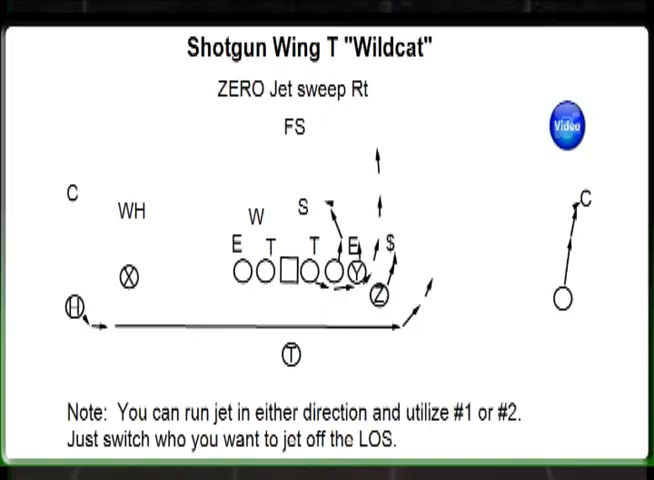 Shotgun Wing T "Wildcat"
ZERO Jet sweep Rt
FS
Video
C
C
WH
W
S
E
T
T
E
$
X
Y
Z
H
T
Note: You can run jet in either direction and utilize #1 or #2.
Just switch who you want to jet off the LOS.